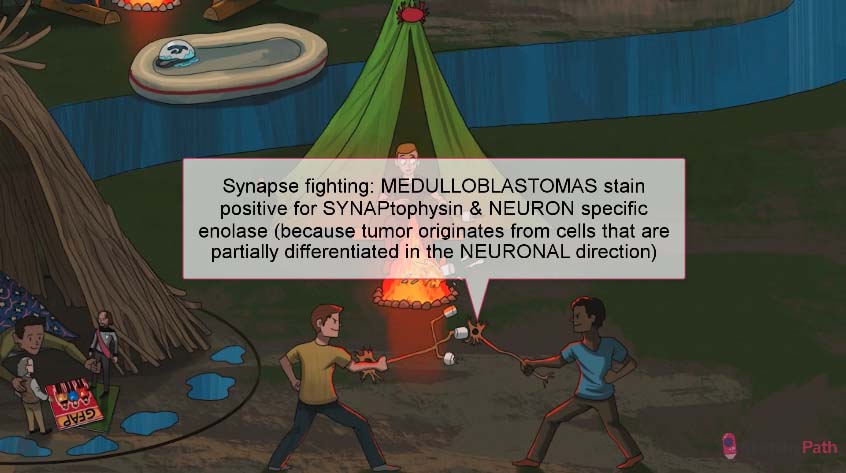 Synapse fighting: MEDULLOBLASTOMAS stain
positive for SYNAPtophysin & NEURON specific
enolase (because tumor originates from cells that are
partially differentiated in the NEURONAL direction)
GFAP
Path